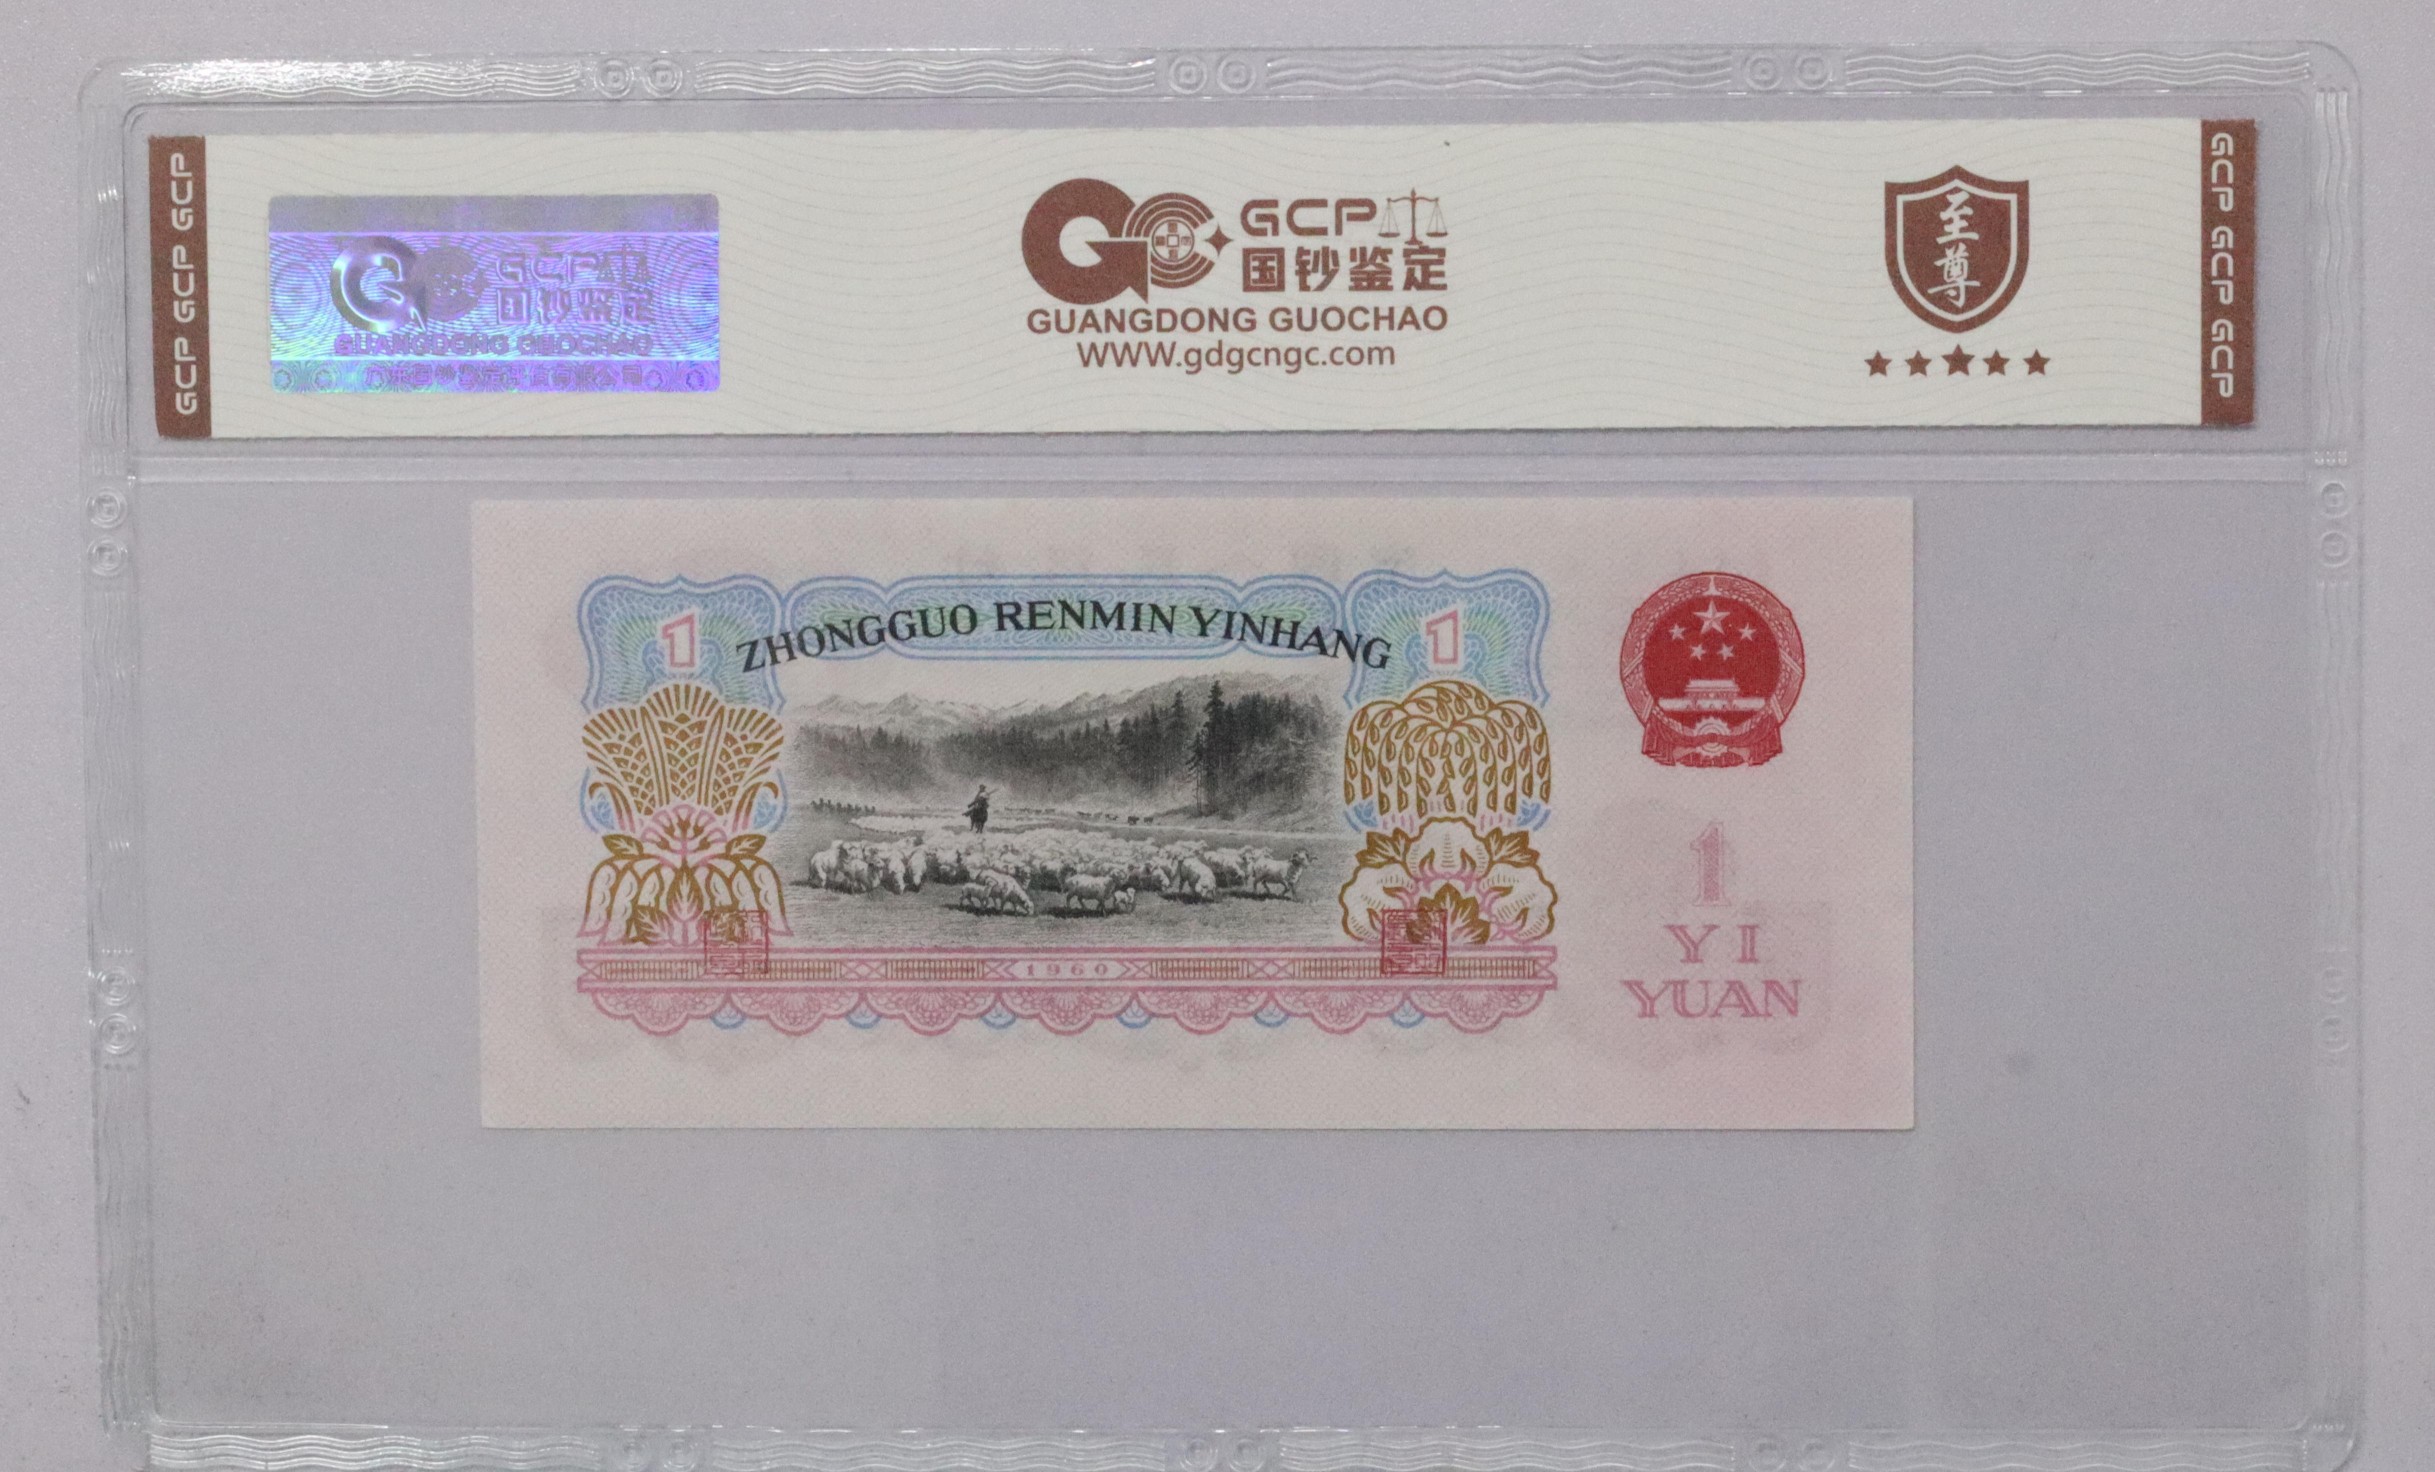 GCP GCP GCP
GCP
国钞鉴定
GUANGDONG GUOCHAO
GCP
国钞鉴定
GUANGDONG GUOCHAO
WWW.gdgcngc.com
至尊
GCP GCP GCP
ZHONGGUO RENMIN YINHANG
1
1
1960
1
YI
YUAN